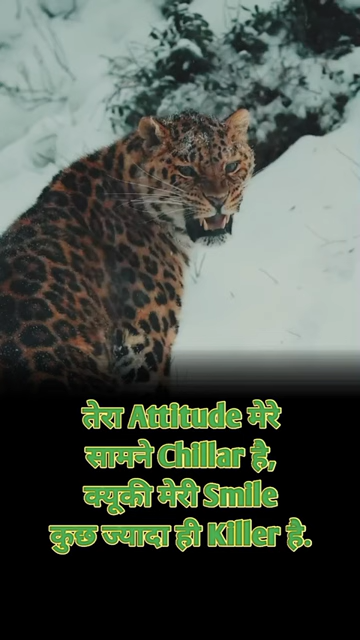 तेरा Attitude मेरे
सामने Chillar है,
क्यूकी मेरी Smile
कुछ ज्यादा ही Killer है.